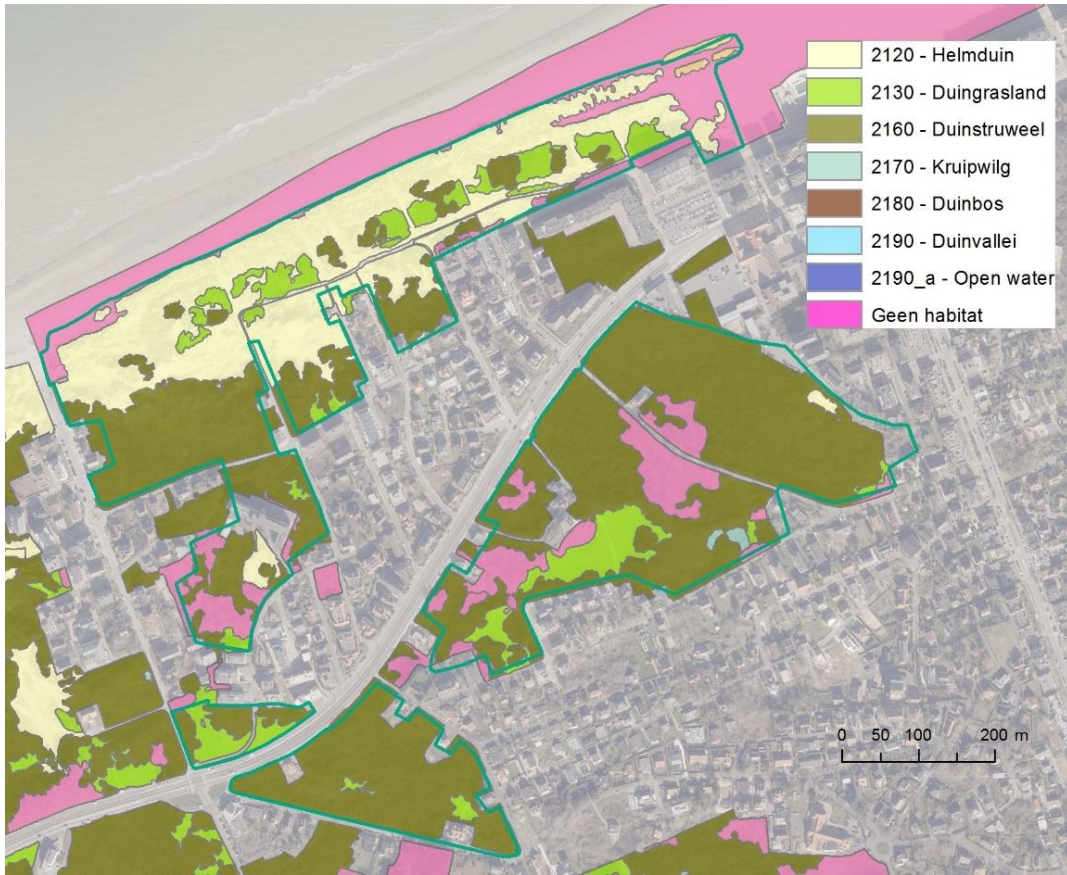 2120 - Helmduin
2130 - Duingrasland
2160 - Duinstruweel
2170 - Kruipwilg
2180 - Duinbos
2190 - Duinvallei
2190_a - Open water
Geen habitat
0 50 100 200 m